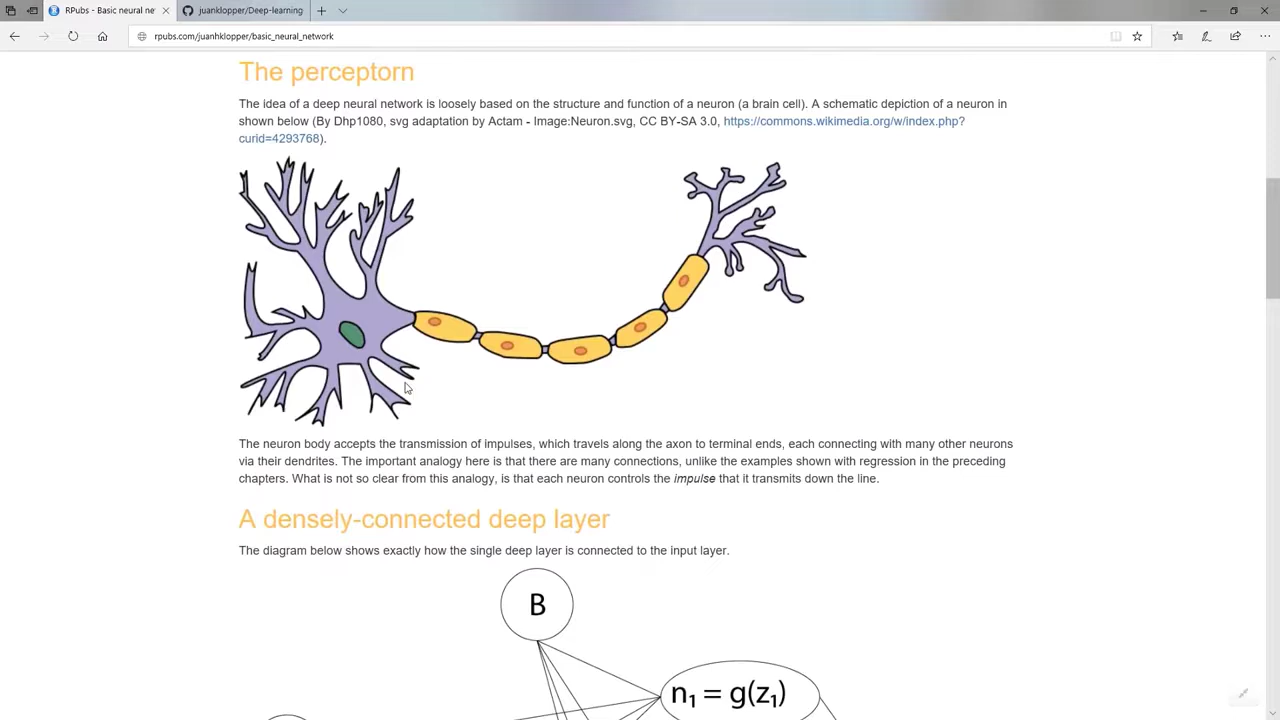 RPubs - Basic neural ne
juanklopper/Deep-learning
rpubs.com/juanhklopper/basic_neural_network
The perceptorn
The idea of a deep neural network is loosely based on the structure and function of a neuron (a brain cell). A schematic depiction of a neuron in
shown below (By Dhp1080, svg adaptation by Actam - Image:Neuron.svg, CC BY-SA 3.0, https://commons.wikimedia.org/w/index.php?
curid=4293768).
The neuron body accepts the transmission of impulses, which travels along the axon to terminal ends, each connecting with many other neurons
via their dendrites. The important analogy here is that there are many connections, unlike the examples shown with regression in the preceding
chapters. What is not so clear from this analogy, is that each neuron controls the impulse that it transmits down the line.
A densely-connected deep layer
The diagram below shows exactly how the single deep layer is connected to the input layer.
B
n₁ = g(z₁)